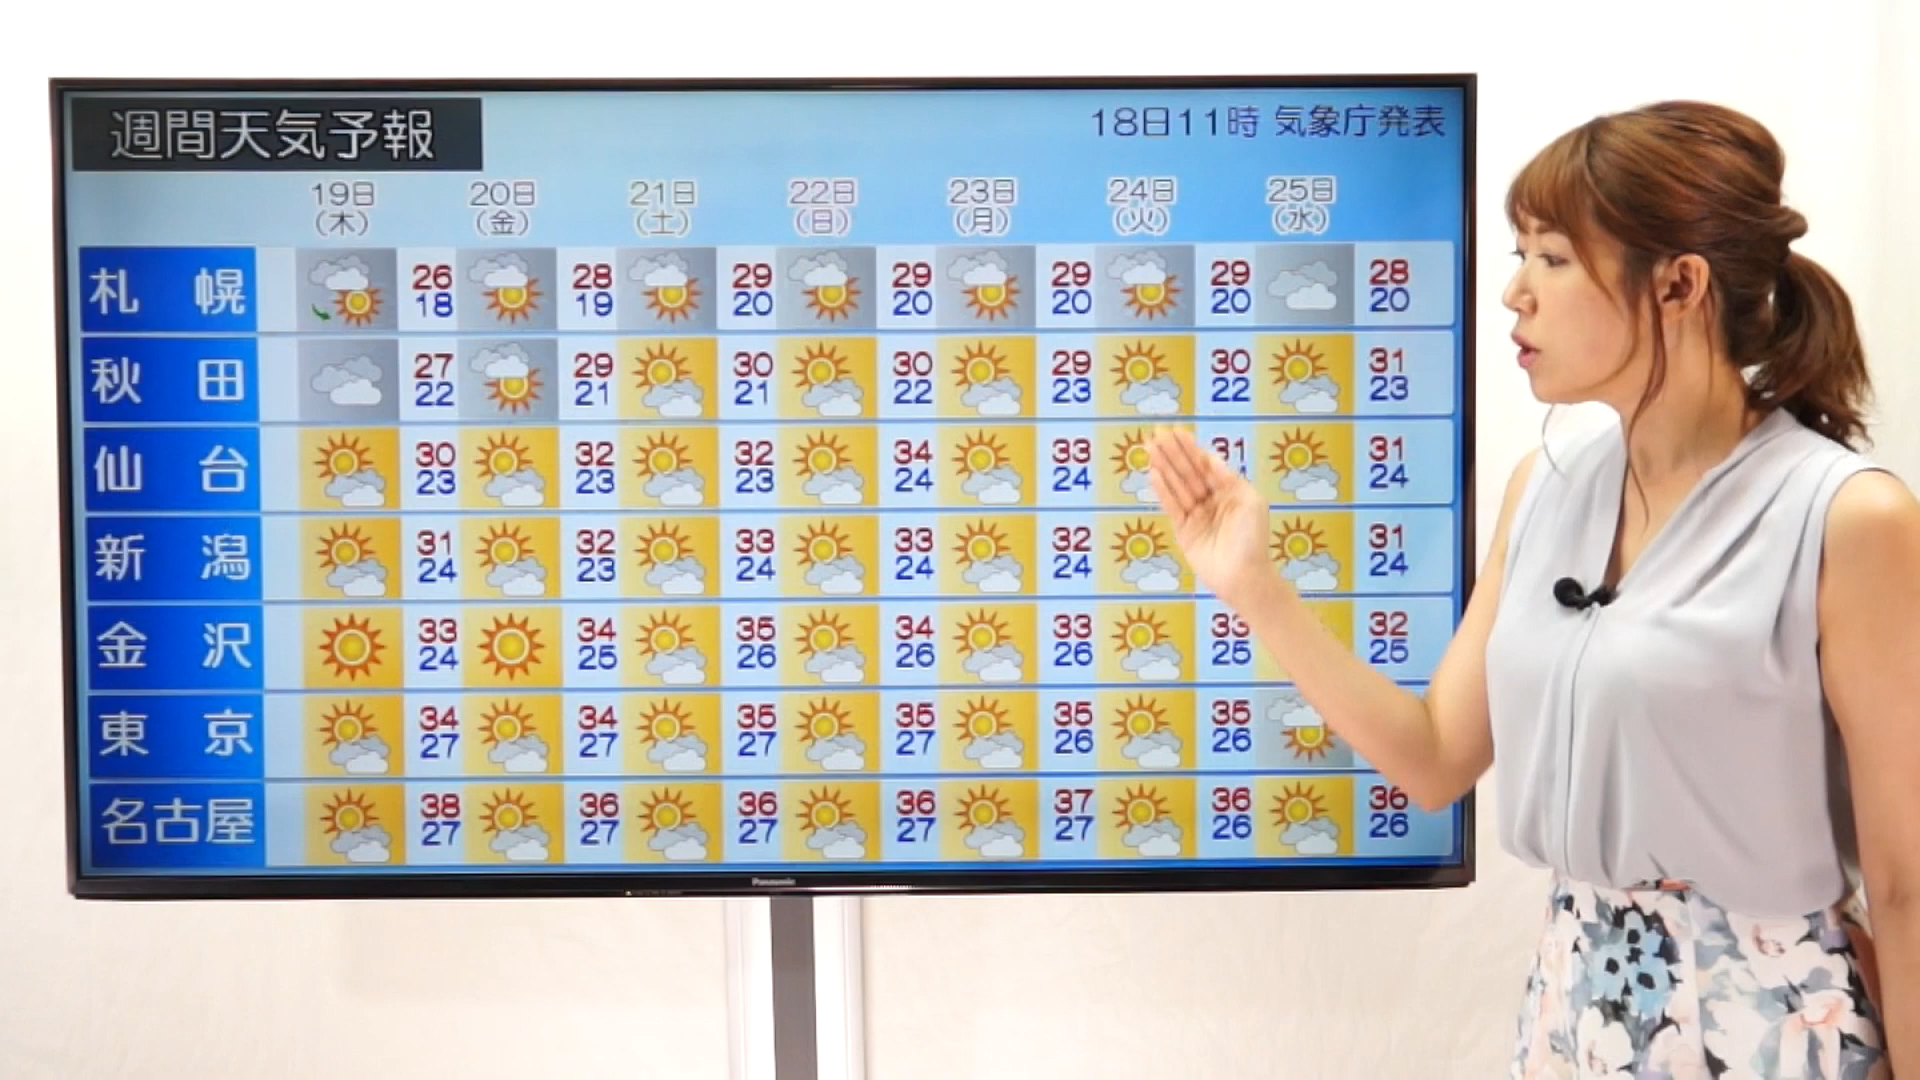 週間天気予報
18日11時 気象庁発表
19日 20日 21日 22日 23日 24日 25日
(木) (金) (土) (日) (月) (火) (水)
札幌 26 28 29 29 29 29 28
18 19 20 20 20 20 20
秋田 27 29 30 30 29 30 31
22 21 21 22 23 22 23
仙台 30 32 32 34 33 31 31
23 23 23 24 24 24
新潟 31 32 33 33 32 31
24 23 24 24 24 24
金沢 33 34 35 34 33 33 32
24 25 26 26 26 25 25
東京 34 34 35 35 35 35
27 27 27 27 26 26
名古屋 38 36 36 36 37 36 36
27 27 27 27 27 26 26
Panasonic